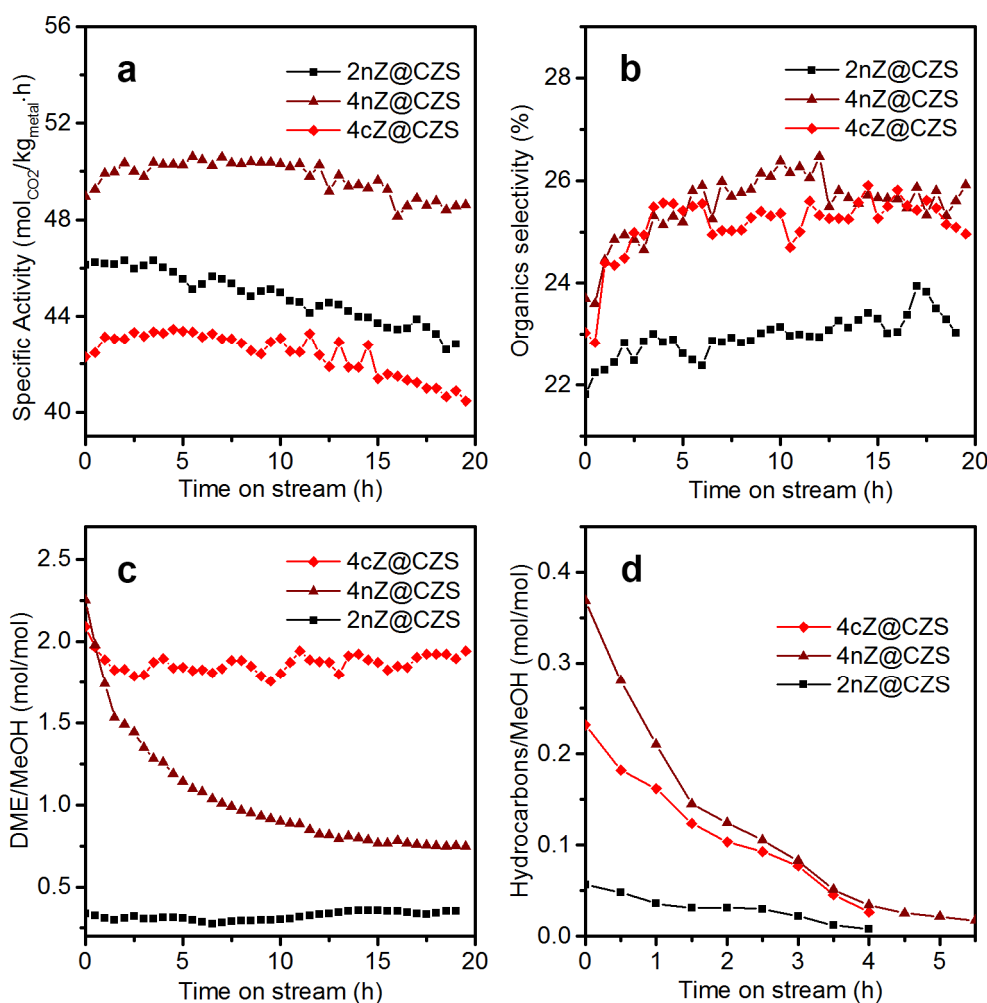 a
2nZ@CZS
4nZ@CZS
4cZ@CZS
Specific Activity (mol_CO2/kg_metal·h)
56
52
48
44
40
0 5 10 15 20
Time on stream (h)
b
2nZ@CZS
4nZ@CZS
4cZ@CZS
Organics selectivity (%)
28
26
24
22
0 5 10 15 20
Time on stream (h)
c
4cZ@CZS
4nZ@CZS
2nZ@CZS
DME/MeOH (mol/mol)
2.5
2.0
1.5
1.0
0.5
0 5 10 15 20
Time on stream (h)
d
4cZ@CZS
4nZ@CZS
2nZ@CZS
Hydrocarbons/MeOH (mol/mol)
0.4
0.3
0.2
0.1
0.0
0 1 2 3 4 5
Time on stream (h)